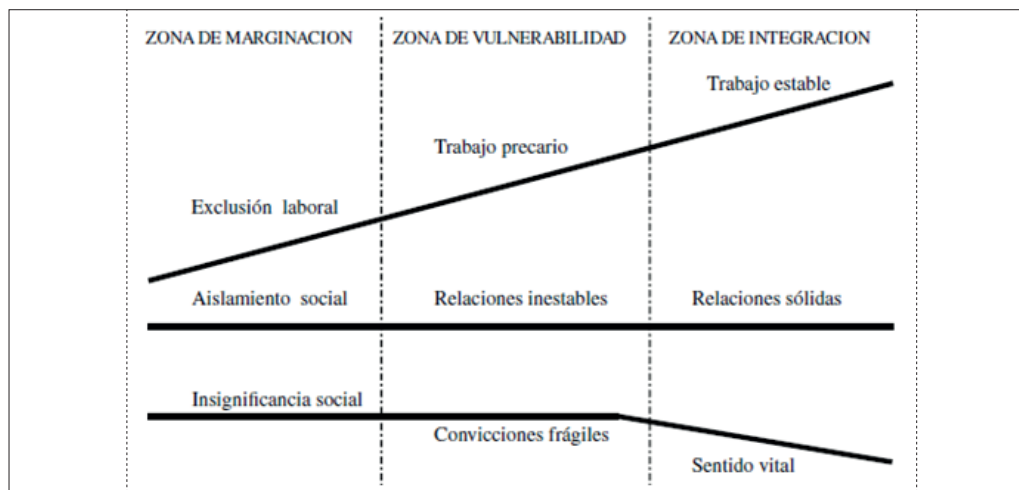 ZONA DE MARGINACION
ZONA DE VULNERABILIDAD
ZONA DE INTEGRACION
Trabajo estable
Trabajo precario
Exclusión laboral
Aislamiento social
Relaciones inestables
Relaciones sólidas
Insignificancia social
Convicciones frágiles
Sentido vital